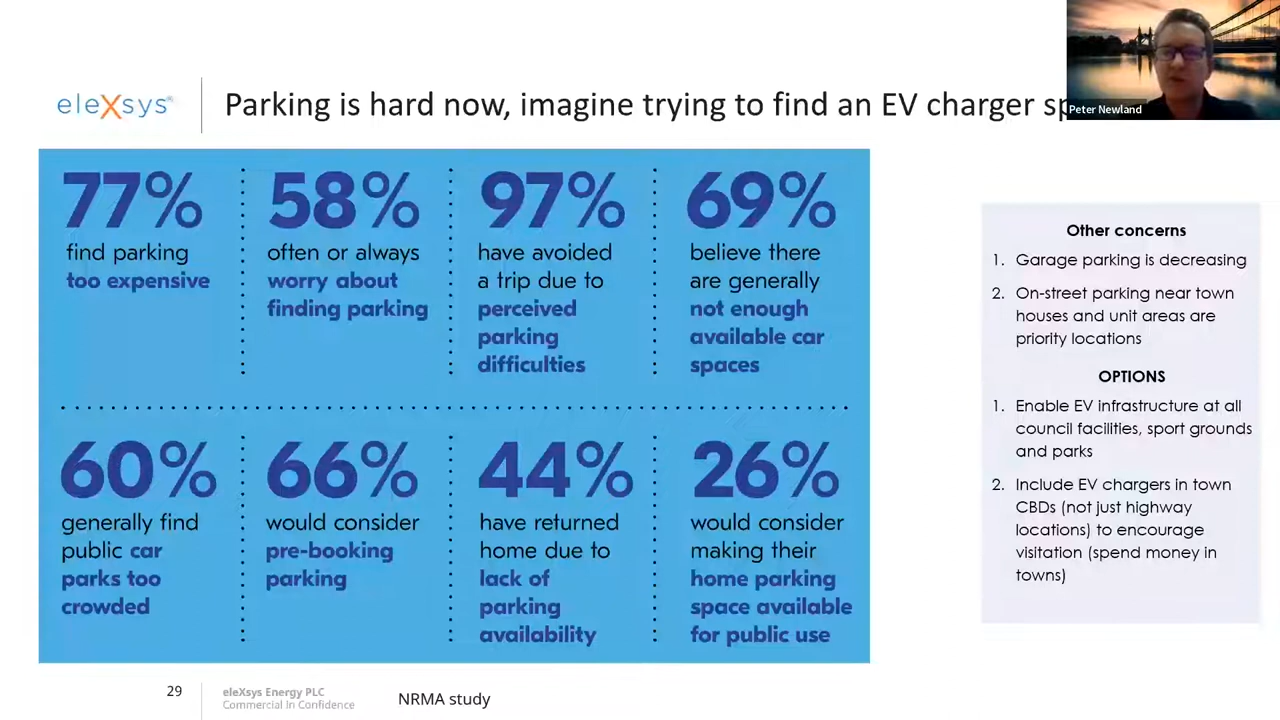 eleXsys®
Parking is hard now, imagine trying to find an EV charger sp
Peter Newland
77%
find parking
too expensive
58%
often or always
worry about
finding parking
97%
have avoided
a trip due to
perceived
parking
difficulties
69%
believe there
are generally
not enough
available car
spaces
60%
generally find
public car
parks too
crowded
66%
would consider
pre-booking
parking
44%
have returned
home due to
lack of
parking
availability
26%
would consider
making their
home parking
space available
for public use
Other concerns
1. Garage parking is decreasing
2. On-street parking near town
houses and unit areas are
priority locations
OPTIONS
1. Enable EV infrastructure at all
council facilities, sport grounds
and parks
2. Include EV chargers in town
CBDs (not just highway
locations) to encourage
visitation (spend money in
towns)
29
eleXsys Energy PLC
Commercial In Confidence
NRMA study